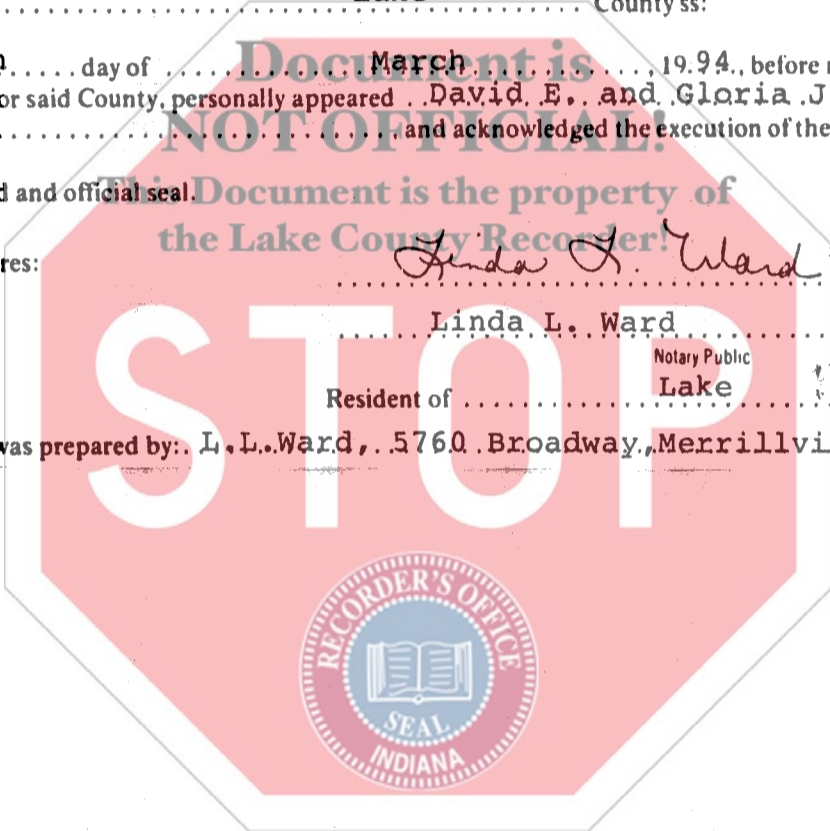 County ss:
day of March, 19 94, before
or said County, personally appeared David E. and Gloria J
and acknowledged the execution of the
d and official seal.
Document is
NOT OFFICIAL!
This Document is the property of
the Lake County Recorder!
res:
Linda L. Ward
Linda L. Ward
Notary Public
Resident of Lake
was prepared by: L.L.Ward, 5760 Broadway, Merrillvi
STOP
RECORDER'S OFFICE
SEAL
INDIANA